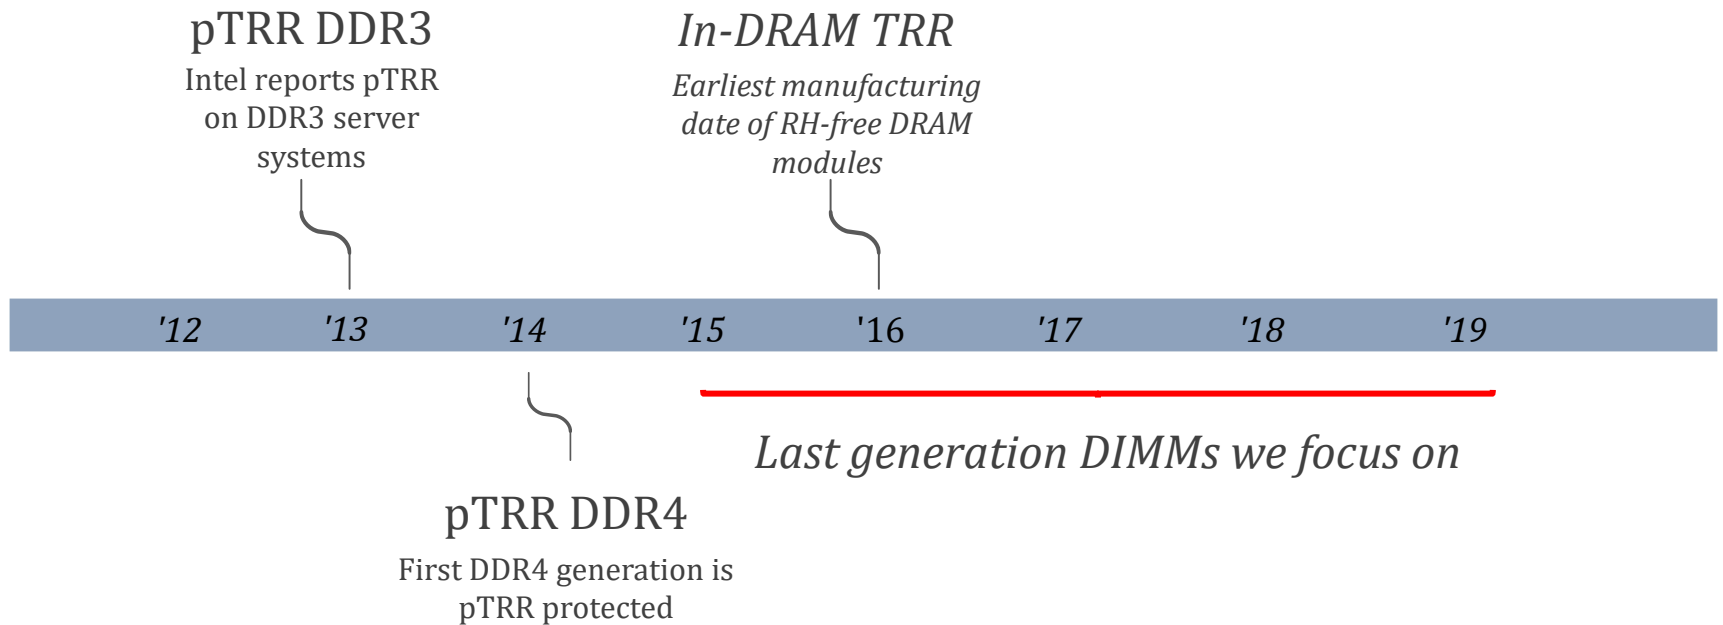 pTRR DDR3
Intel reports pTRR
on DDR3 server
systems
In-DRAM TRR
Earliest manufacturing
date of RH-free DRAM
modules
'12 '13 '14 '15 '16 '17 '18 '19
Last generation DIMMs we focus on
pTRR DDR4
First DDR4 generation is
pTRR protected